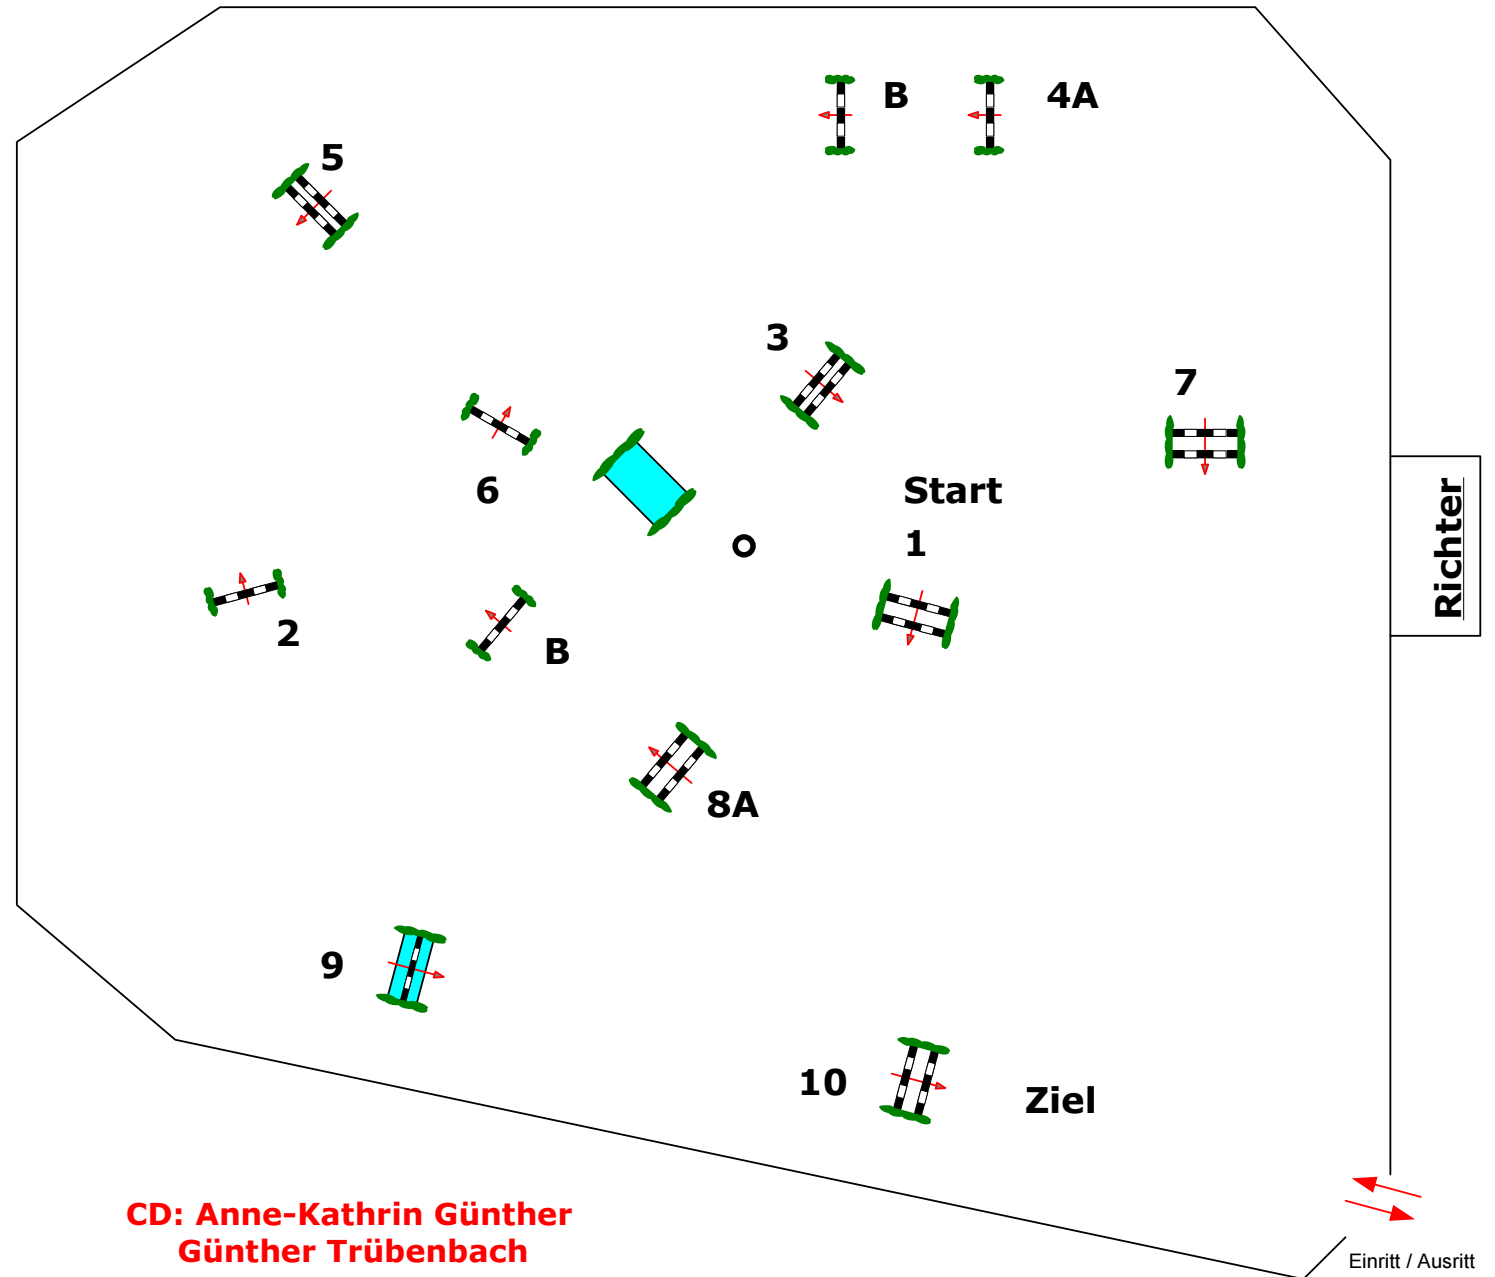 B
4A
5
3
7
6
Start
1
Richter
2
B
8A
9
10
Ziel
CD: Anne-Kathrin Günther
Günther Trübenbach
Einritt / Ausritt